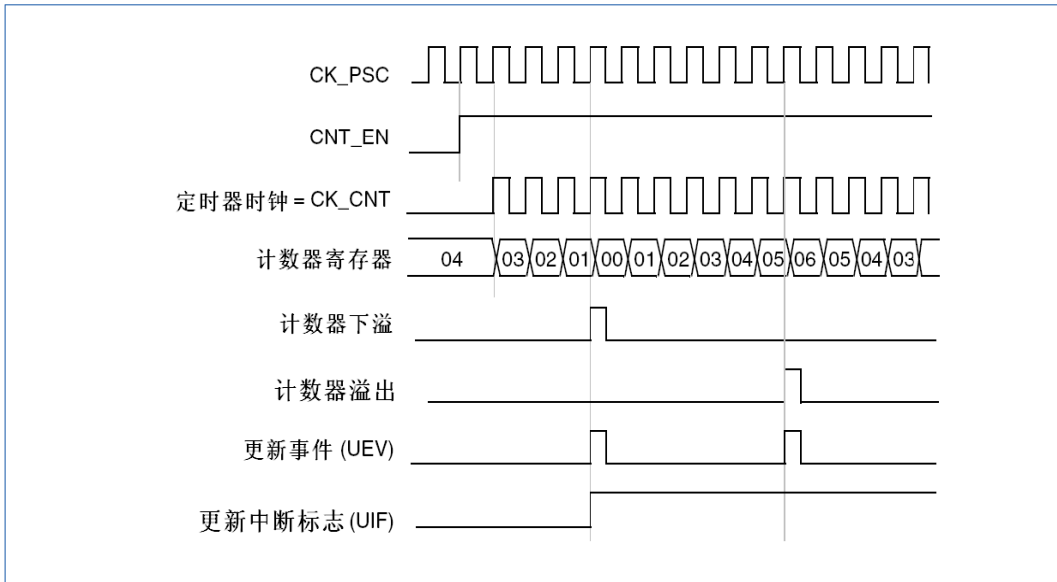 CK_PSC
CNT_EN
定时器时钟 = CK_CNT
计数器寄存器 04 03 02 01 00 01 02 03 04 05 06 05 04 03
计数器下溢
计数器溢出
更新事件 (UEV)
更新中断标志 (UIF)